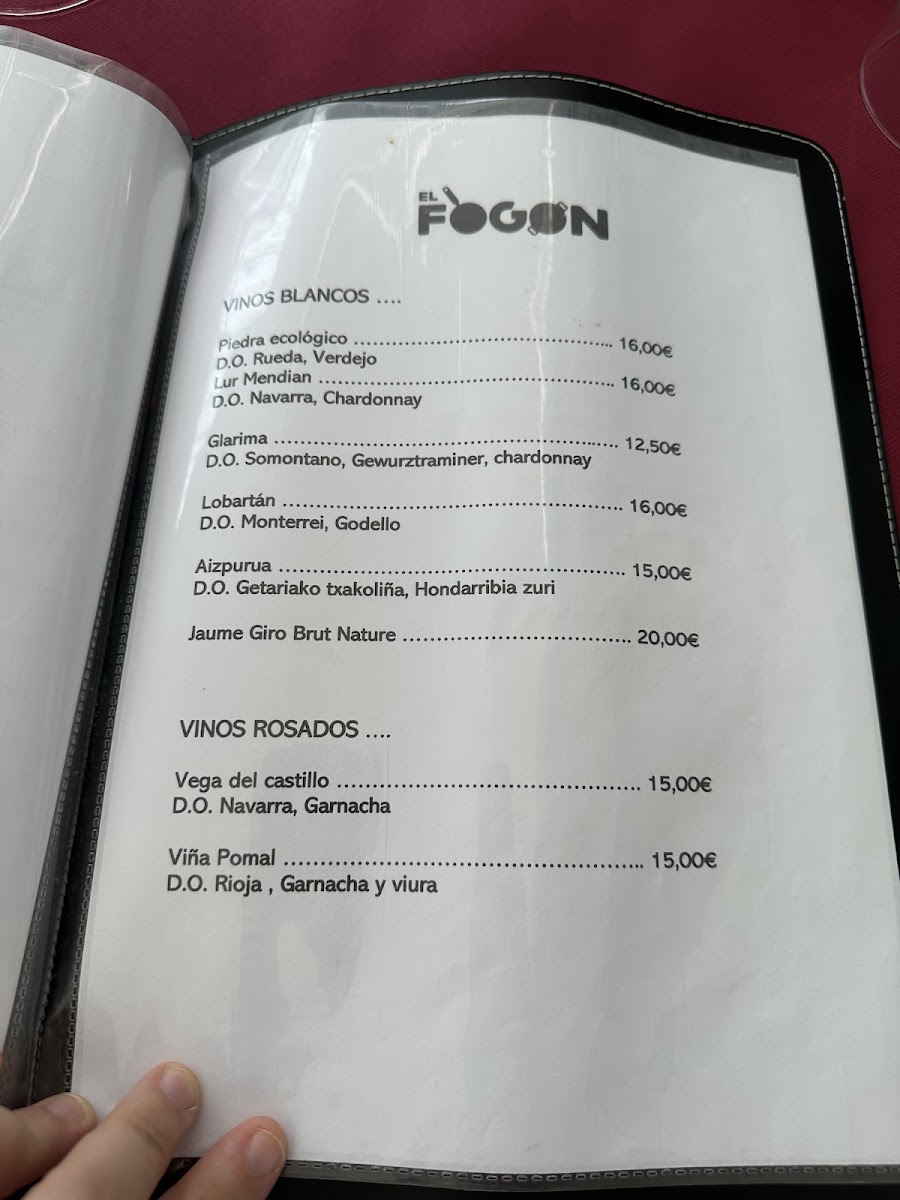 EL
FOGÓN
VINOS BLANCOS ....
Piedra ecológico ................................................ 16,00€
D.O. Rueda, Verdejo
Lur Mendian ................................................ 16,00€
D.O. Navarra, Chardonnay
Glarima ................................................ 12,50€
D.O. Somontano, Gewurztraminer, chardonnay
Lobartán ................................................ 16,00€
D.O. Monterrei, Godello
Aizpurua ................................................ 15,00€
D.O. Getariako txakoliña, Hondarribia zuri
Jaume Giro Brut Nature ................................. 20,00€
VINOS ROSADOS ....
Vega del castillo ............................................ 15,00€
D.O. Navarra, Garnacha
Viña Pomal ................................................ 15,00€
D.O. Rioja , Garnacha y viura